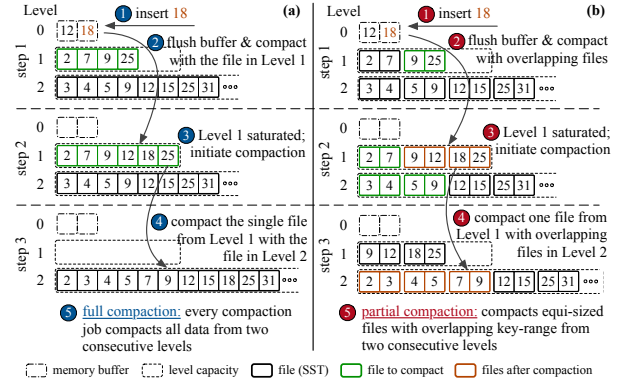 Level
(a)
1 insert 18
0 12 18
2 flush buffer & compact
with the file in Level 1
step 1
1 2 7 9 25
2 3 4 5 9 12 15 25 31 ooo
step 2
0
3 Level 1 saturated;
initiate compaction
1 2 7 9 12 18 25
2 3 4 5 9 12 15 25 31 ooo
step 3
0
4 compact the single file
from Level 1 with the
file in Level 2
1
2 2 3 4 5 7 9 12 15 18 25 31 ooo
5 full compaction: every compaction
job compacts all data from two
consecutive levels
Level
(b)
1 insert 18
0 12 18
2 flush buffer & compact
with overlapping files
step 1
1 2 7 9 25
2 3 4 5 9 12 15 25 31 ooo
step 2
0
3 Level 1 saturated;
initiate compaction
1 2 7 9 12 18 25
2 3 4 5 9 12 15 25 31 ooo
step 3
0
4 compact one file from
Level 1 with overlapping
files in Level 2
1 9 12 18 25
2 2 3 4 5 7 9 12 15 25 31 ooo
5 partial compaction: compacts equi-sized
files with overlapping key-range from
two consecutive levels
memory buffer
level capacity
file (SST)
file to compact
files after compaction